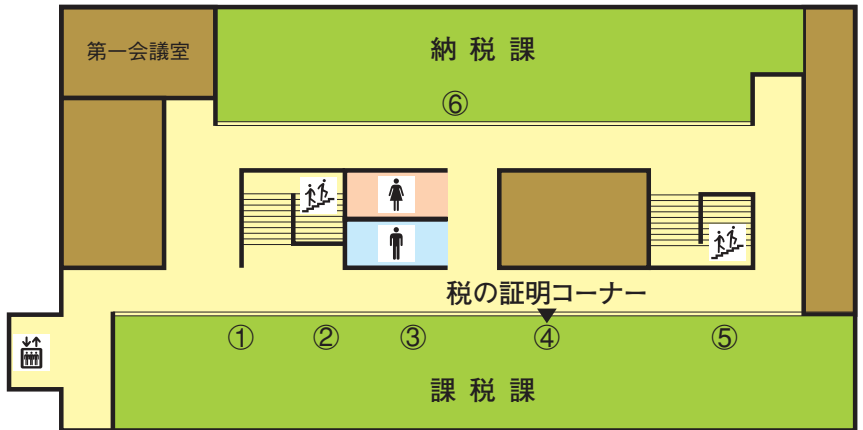 第一会議室
納税課
⑥
税の証明コーナー
① ② ③ ④ ⑤
課税課